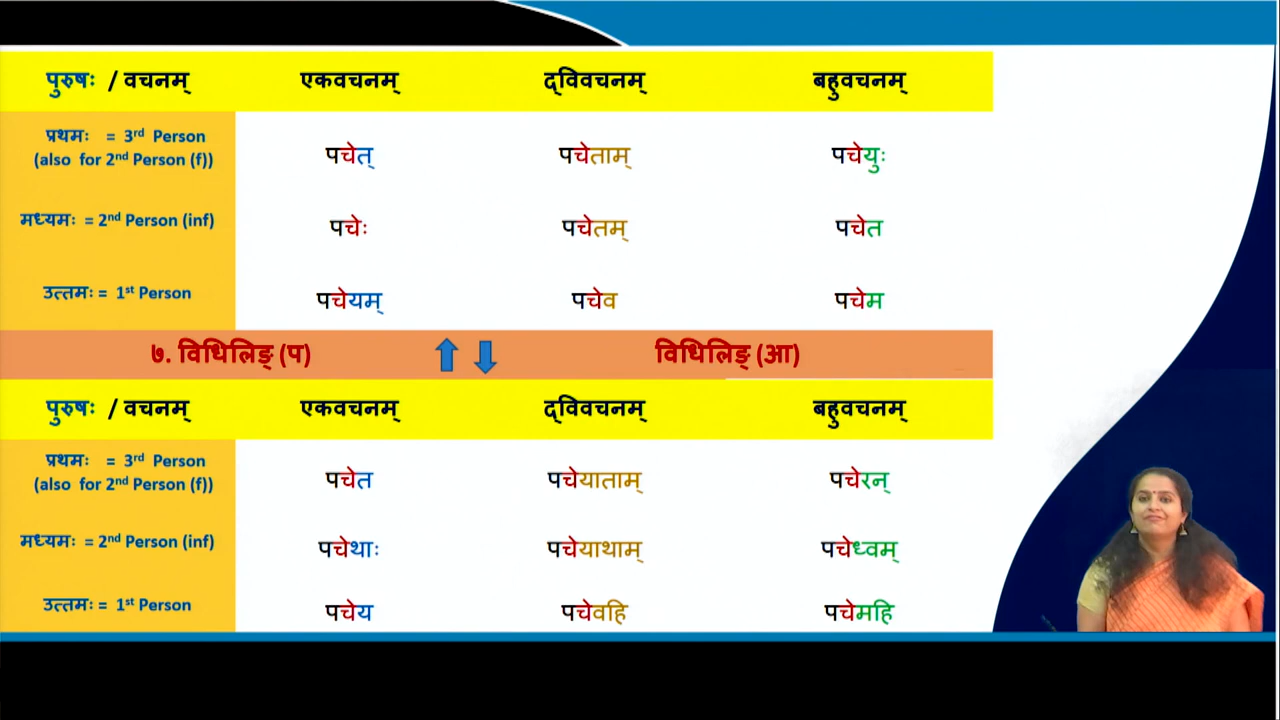 पुरुषः / वचनम् एकवचनम् द्विवचनम् बहुवचनम्
प्रथमः = 3rd Person
(also for 2nd Person (f)) पचेत् पचेताम् पचेयुः
मध्यमः = 2nd Person (inf) पचेः पचेतम् पचेत
उत्तमः = 1st Person पचेयम् पचेव पचेम
७. विधिलिङ् (प) विधिलिङ् (आ)
पुरुषः / वचनम् एकवचनम् द्विवचनम् बहुवचनम्
प्रथमः = 3rd Person
(also for 2nd Person (f)) पचेत पचेयाताम् पचेरन्
मध्यमः = 2nd Person (inf) पचेथाः पचेयाथाम् पचेध्वम्
उत्तमः = 1st Person पचेय पचेवहि पचेमहि